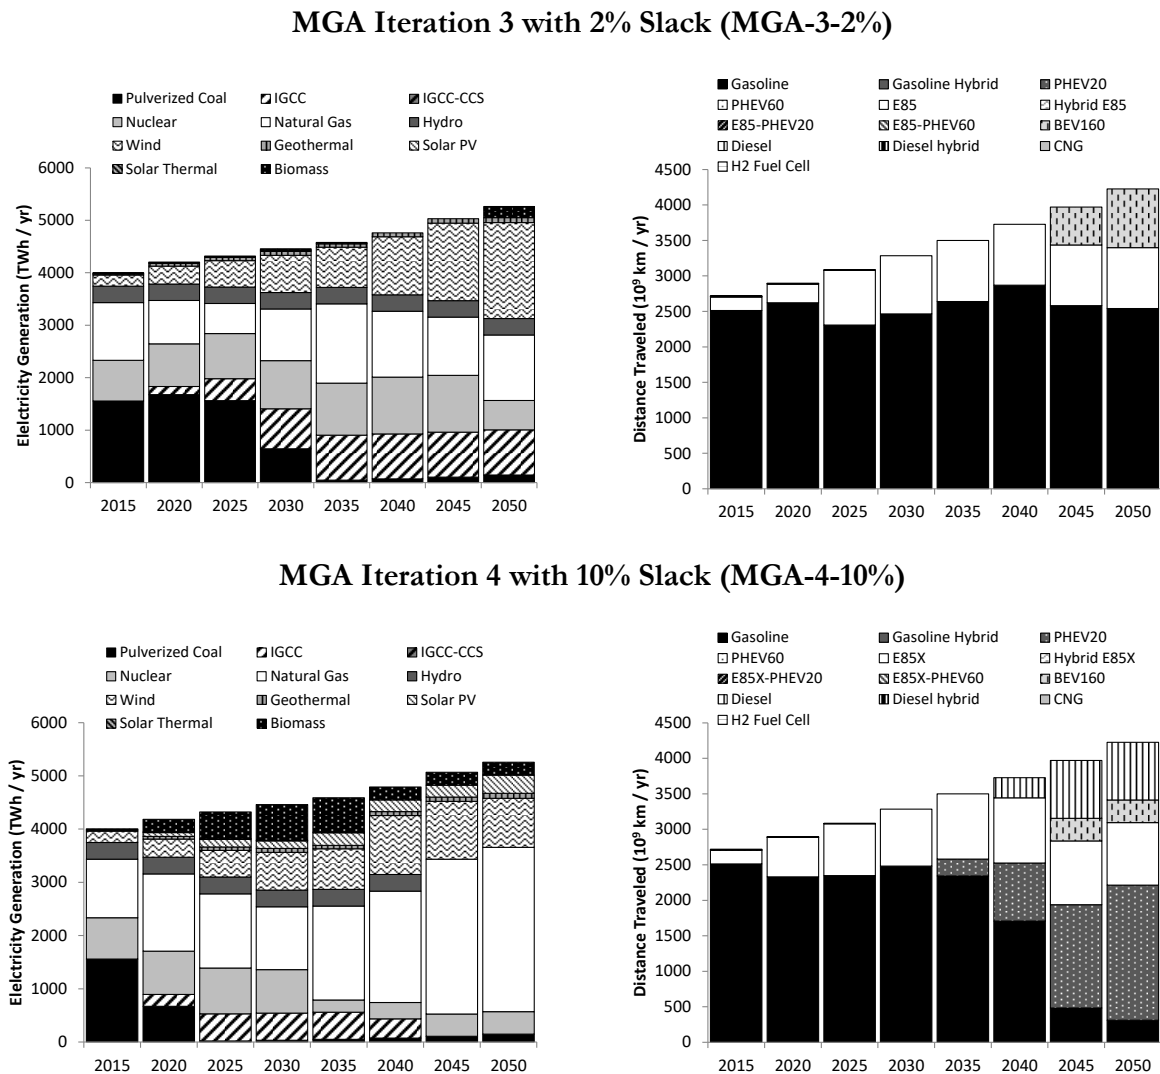 MGA Iteration 3 with 2% Slack (MGA-3-2%)
Pulverized Coal IGCC IGCC-CCS
Nuclear Natural Gas Hydro
Wind Geothermal Solar PV
Solar Thermal Biomass
Elelctricity Generation (TWh / yr)
6000
5000
4000
3000
2000
1000
0
2015 2020 2025 2030 2035 2040 2045 2050
Gasoline Gasoline Hybrid PHEV20
PHEV60 E85 Hybrid E85
E85-PHEV20 E85-PHEV60 BEV160
Diesel Diesel hybrid CNG
H2 Fuel Cell
Distance Traveled (10⁹ km / yr)
4500
4000
3500
3000
2500
2000
1500
1000
500
0
2015 2020 2025 2030 2035 2040 2045 2050
MGA Iteration 4 with 10% Slack (MGA-4-10%)
Pulverized Coal IGCC IGCC-CCS
Nuclear Natural Gas Hydro
Wind Geothermal Solar PV
Solar Thermal Biomass
Elelctricity Generation (TWh / yr)
6000
5000
4000
3000
2000
1000
0
2015 2020 2025 2030 2035 2040 2045 2050
Gasoline Gasoline Hybrid PHEV20
PHEV60 E85X Hybrid E85X
E85X-PHEV20 E85X-PHEV60 BEV160
Diesel Diesel hybrid CNG
H2 Fuel Cell
Distance Traveled (10⁹ km / yr)
4500
4000
3500
3000
2500
2000
1500
1000
500
0
2015 2020 2025 2030 2035 2040 2045 2050